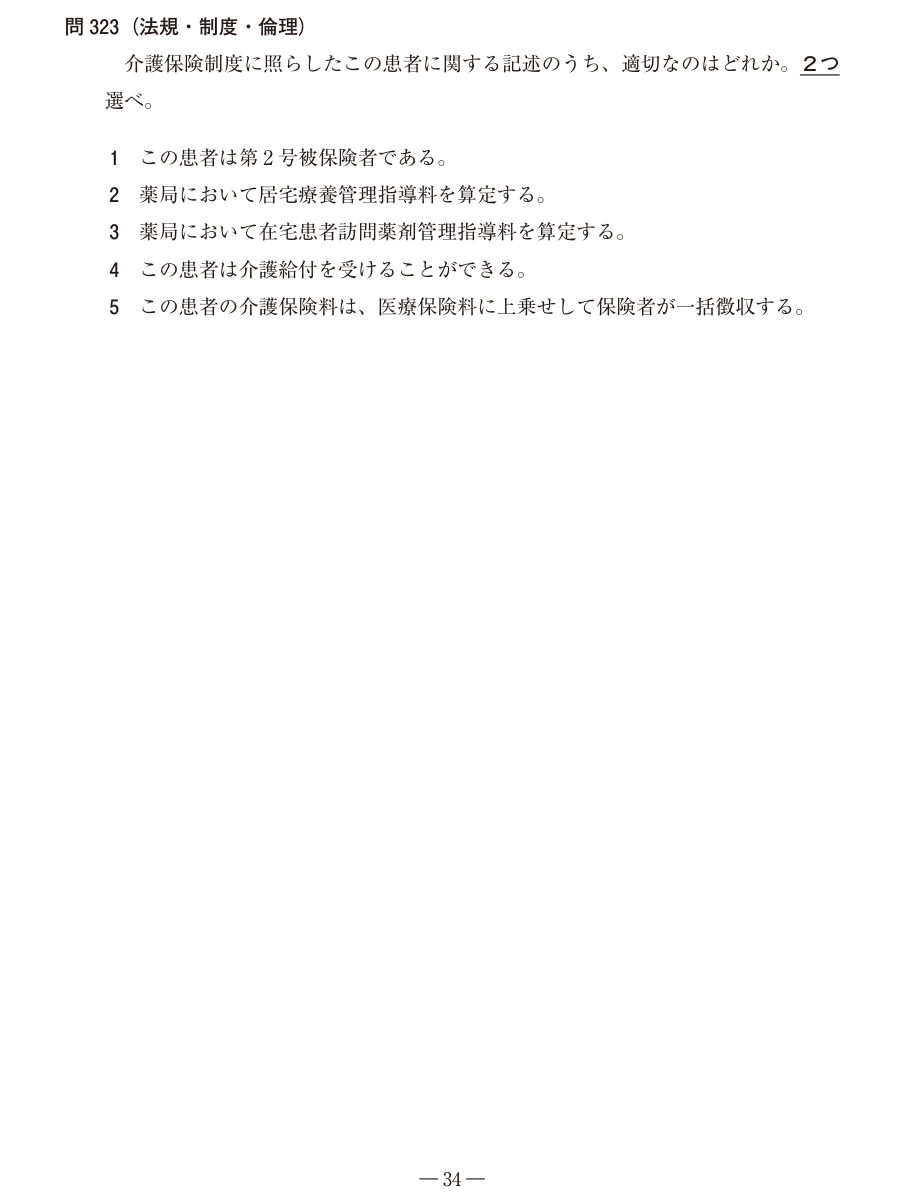 問 323（法規・制度・倫理）
介護保険制度に照らしたこの患者に関する記述のうち、適切なのはどれか。２つ
選べ。
1 この患者は第２号被保険者である。
2 薬局において居宅療養管理指導料を算定する。
3 薬局において在宅患者訪問薬剤管理指導料を算定する。
4 この患者は介護給付を受けることができる。
5 この患者の介護保険料は、医療保険料に上乗せして保険者が一括徴収する。
― 34 ―